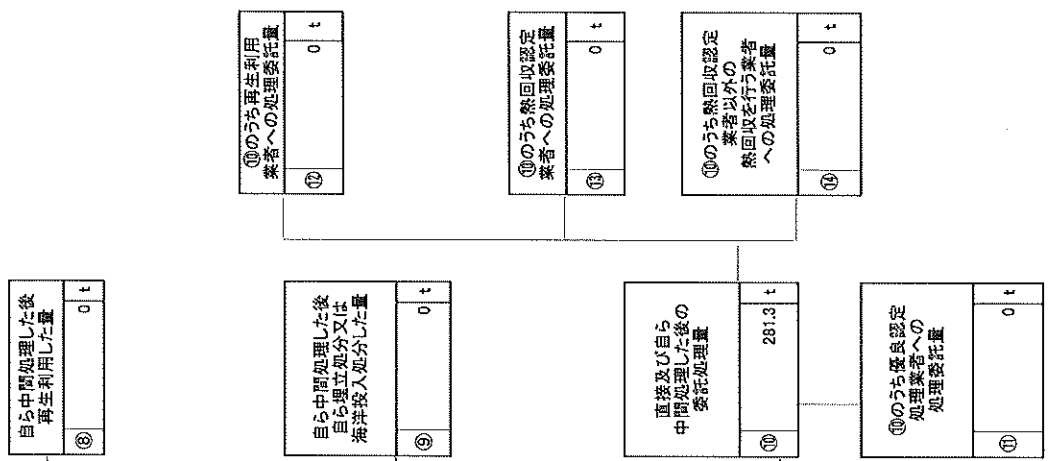 自ら中間処理した後
再生利用した量
⑧ 0 t
自ら中間処理した後
自ら埋立処分又は
海洋投入処分した量
⑨ 0 t
直接及び自ら
中間処理した後の
委託処理量
⑩ 281.3 t
⑩のうち優良認定
処理業者への
処理委託量
⑪ 0 t
⑩のうち再生利用
業者への処理委託量
⑫ 0 t
⑩のうち熱回収認定
業者への処理委託量
⑬ 0 t
⑩のうち熱回収認定
業者以外の
熱回収を行う業者
への処理委託量
⑭ 0 t